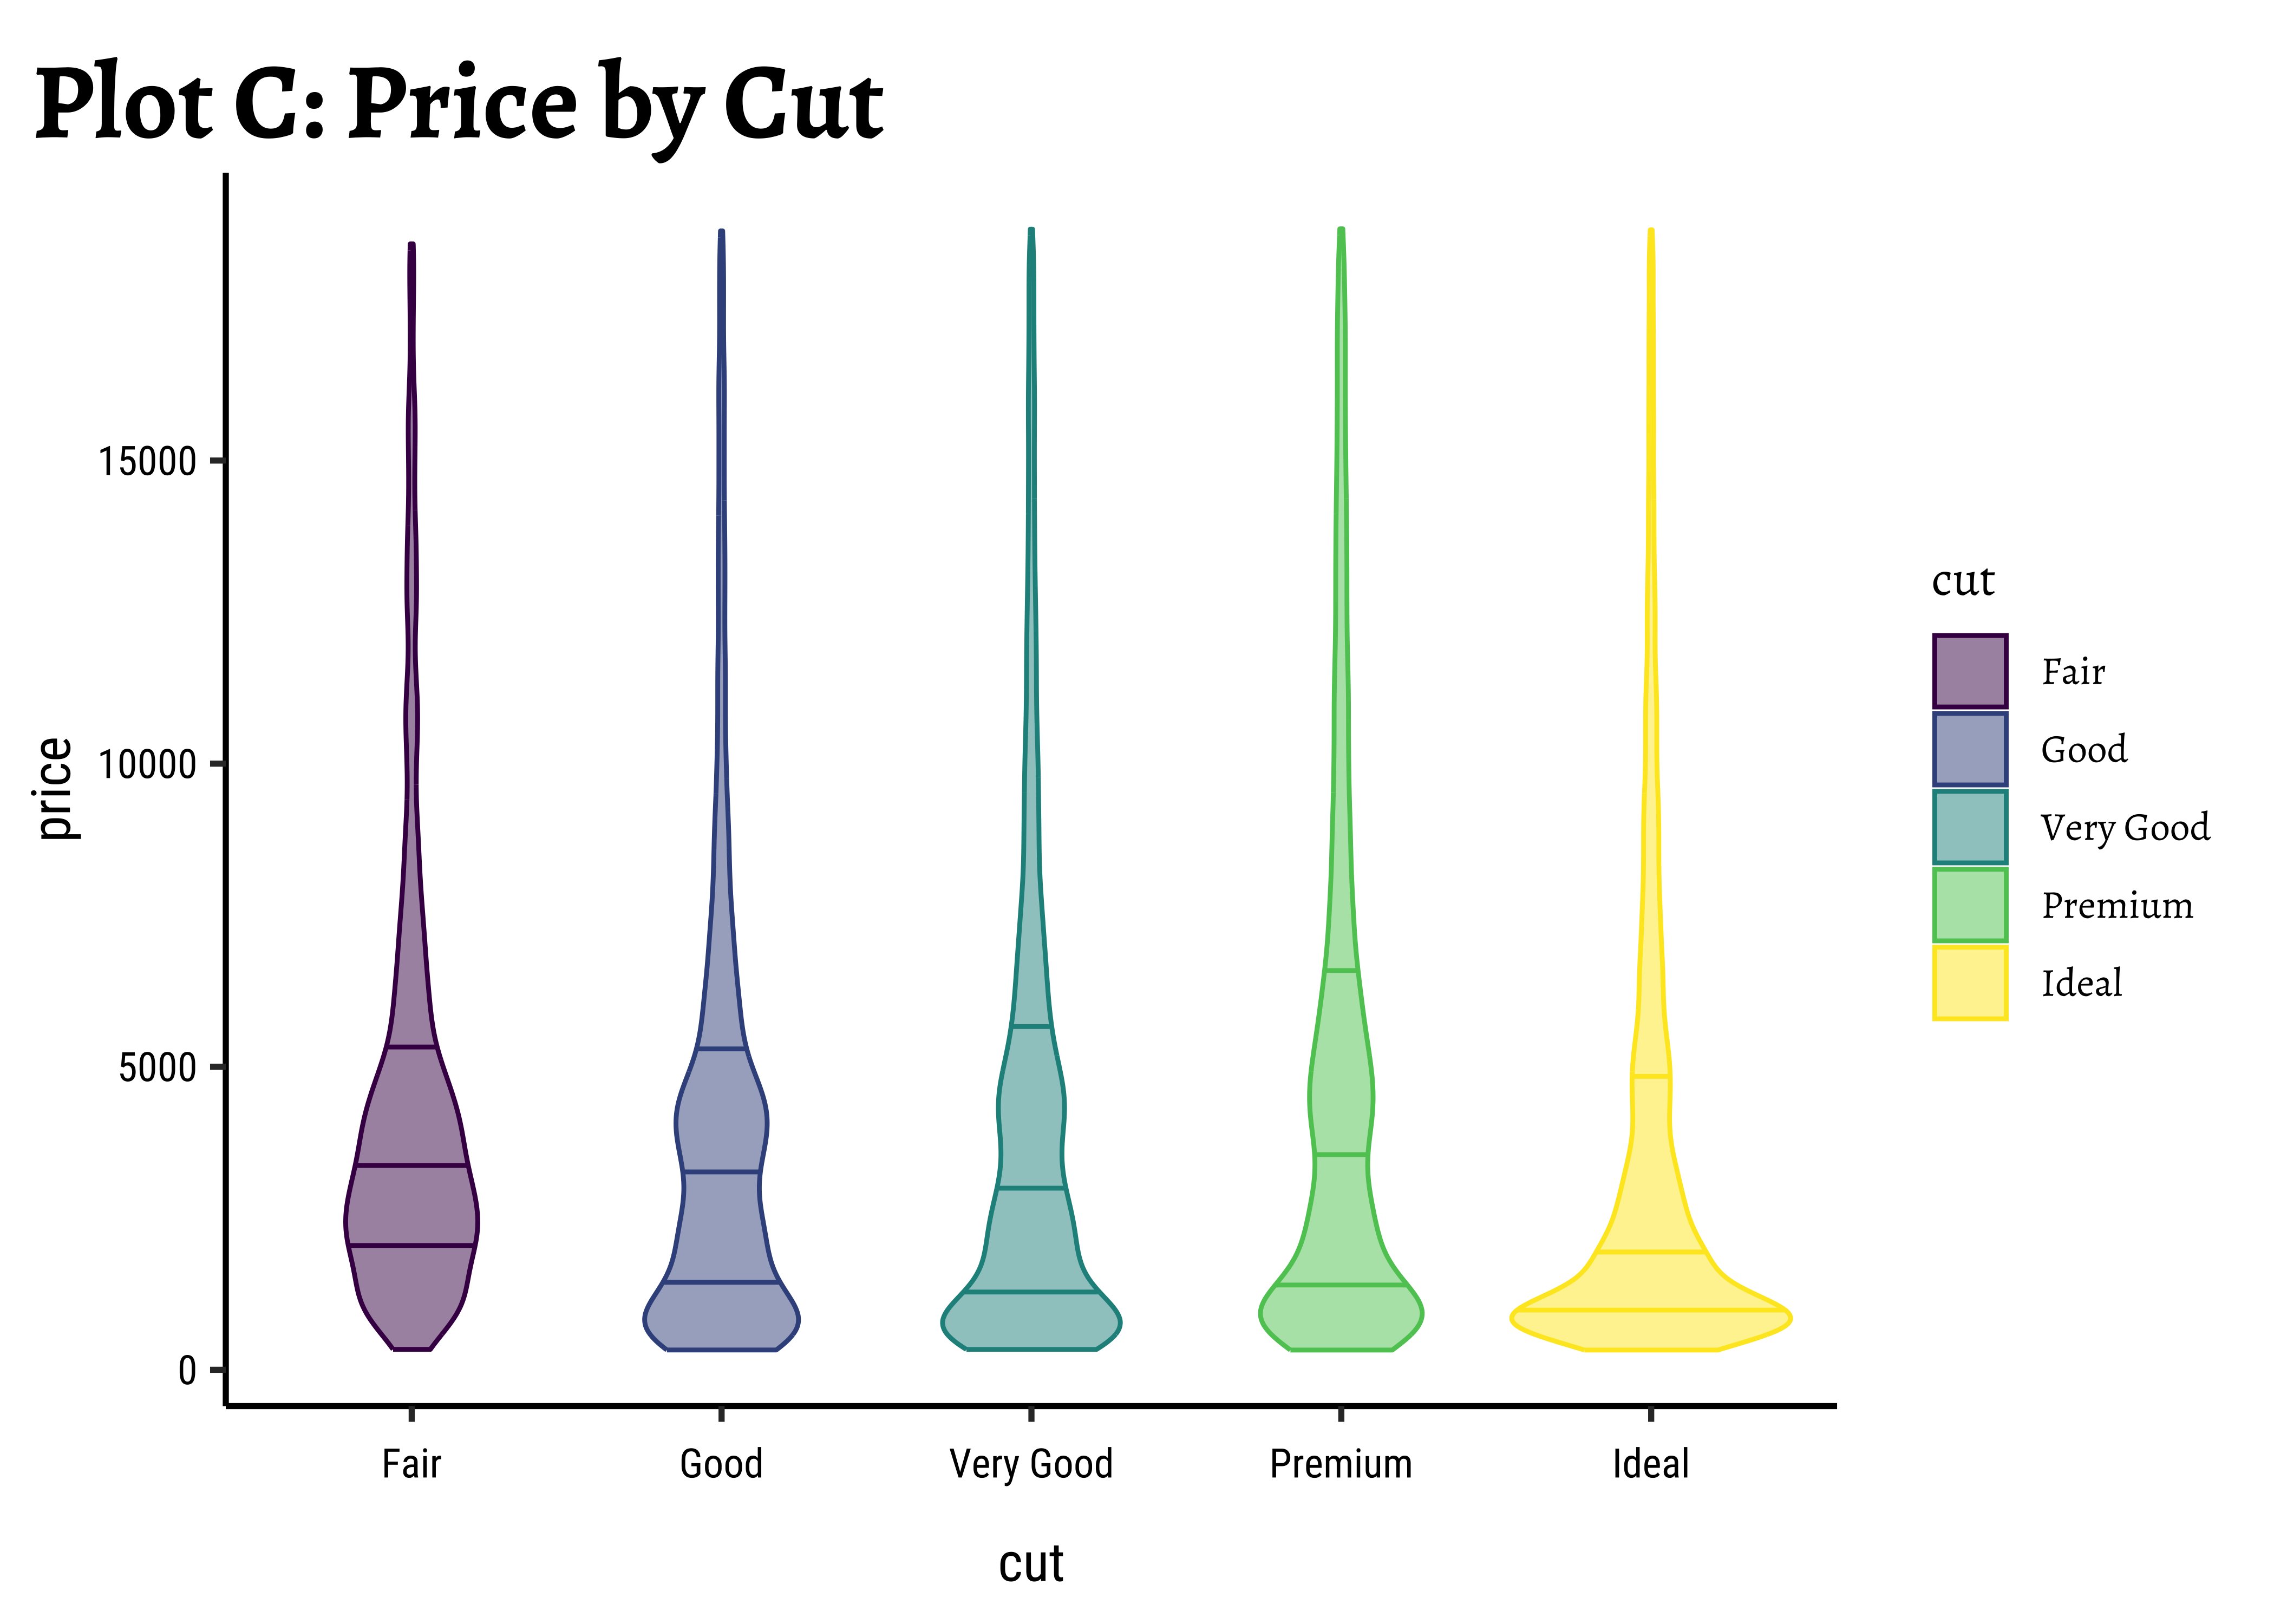 Plot C: Price by Cut
price
15000
10000
5000
0
Fair
Good
Very Good
Premium
Ideal
cut
cut
Fair
Good
Very Good
Premium
Ideal